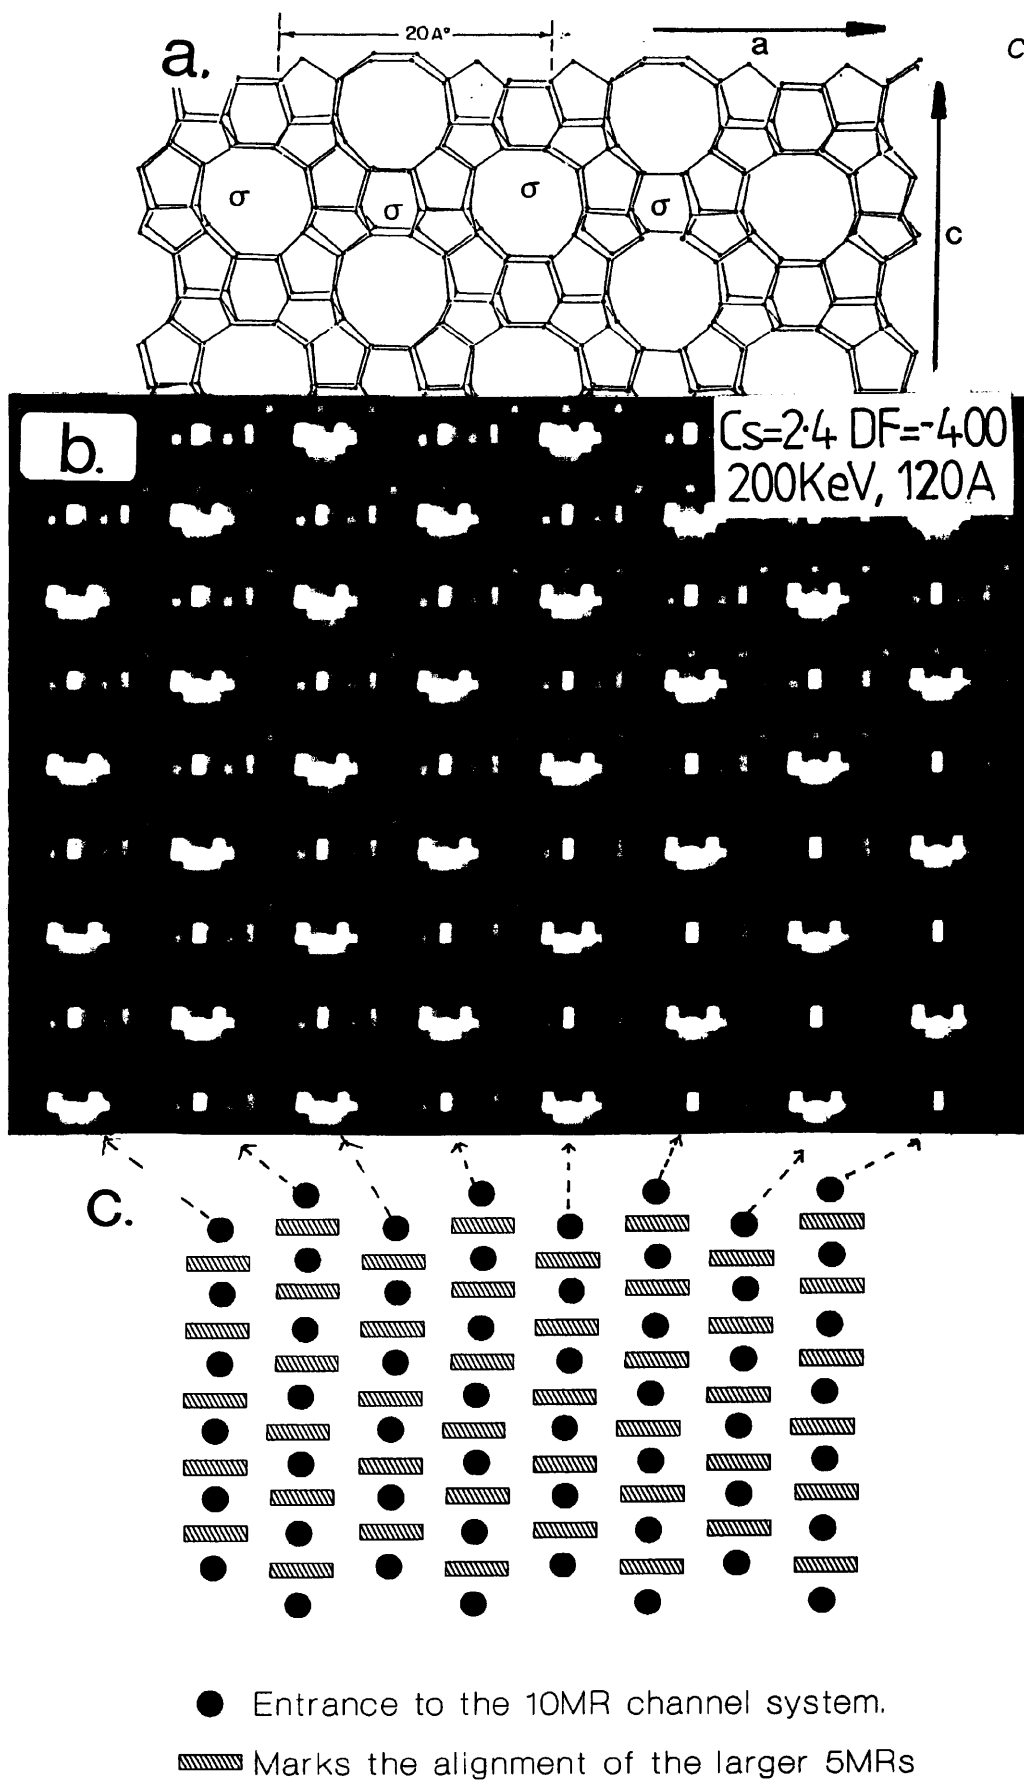 a.
20A°
a
C
σ
σ
σ
σ
c
b.
Cs=2·4 DF=-400
200KeV, 120A
c.
Entrance to the 10MR channel system.
Marks the alignment of the larger 5MRs